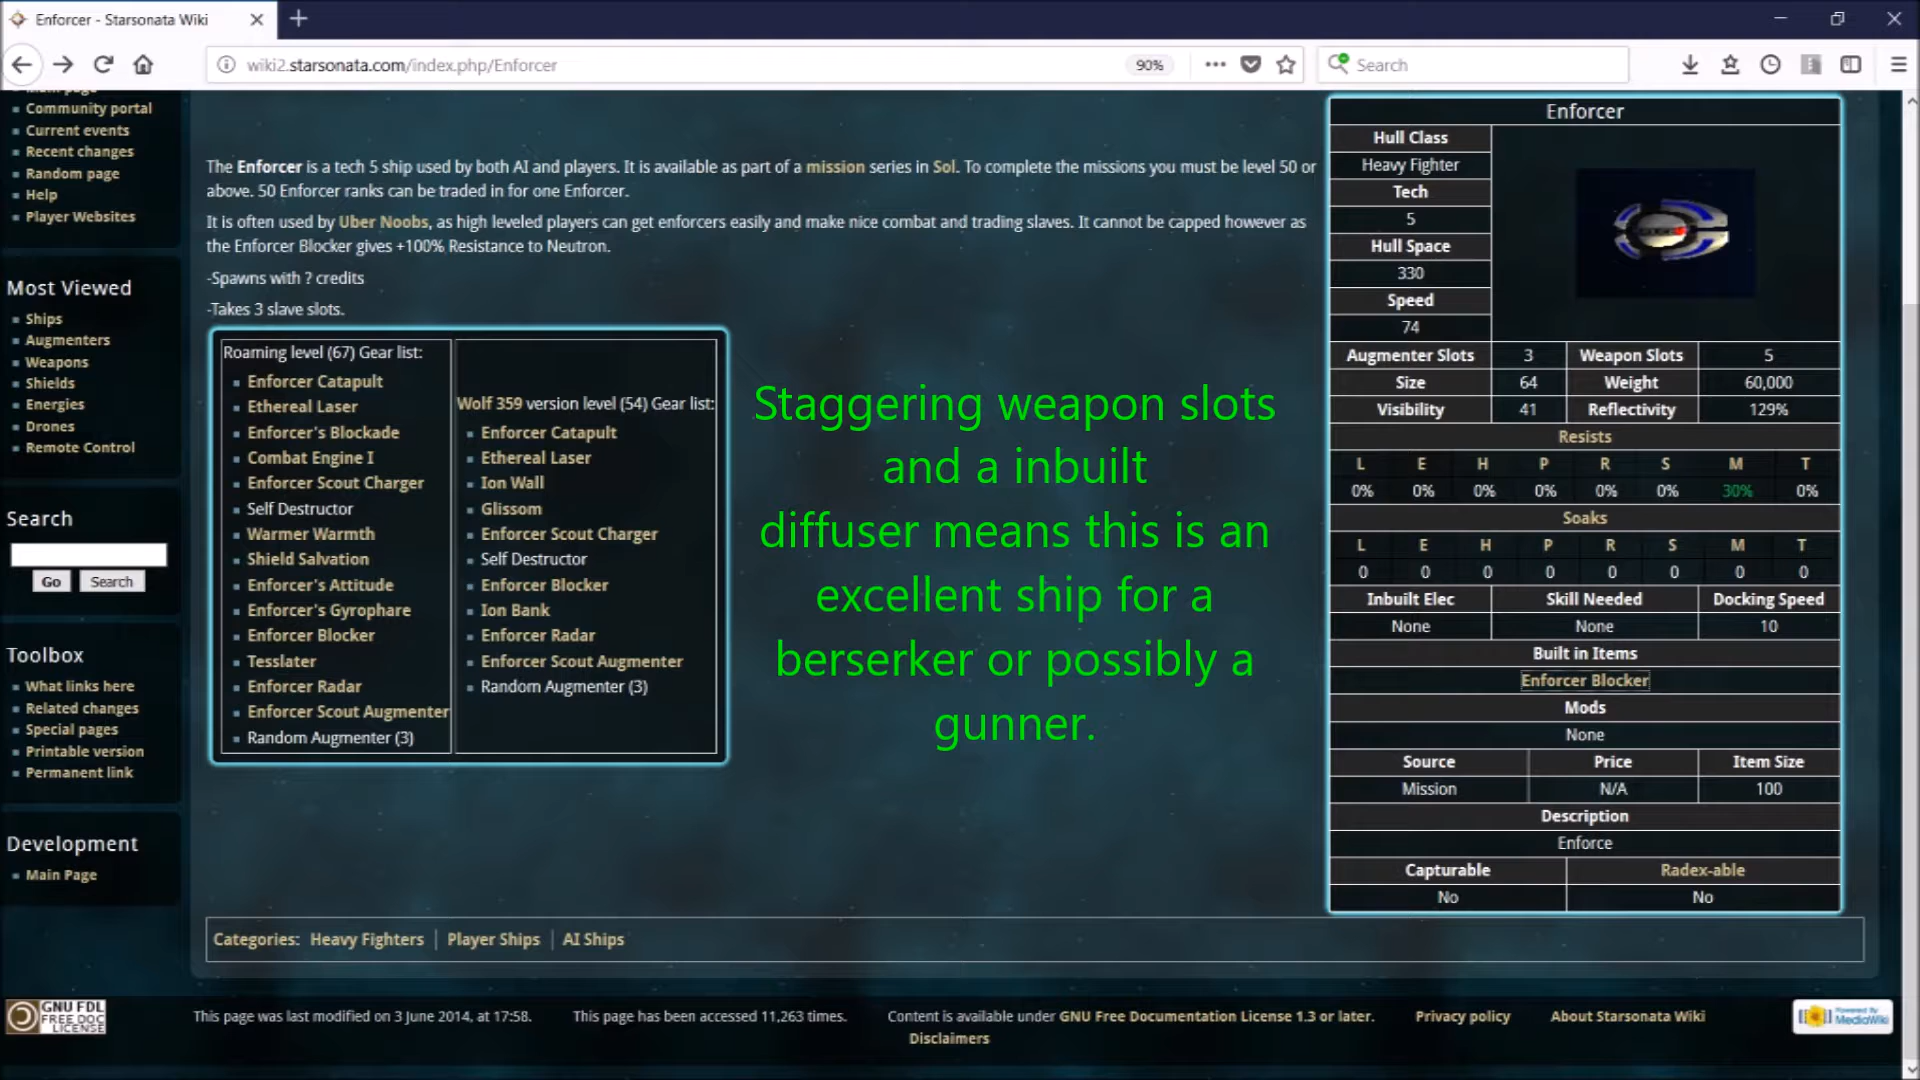 Enforcer - Starsonata Wiki
wiki2.starsonata.com/index.php/Enforcer
90%
Search
Main page
Community portal
Current events
Recent changes
Random page
Help
Player Websites
Most Viewed
Ships
Augmenters
Weapons
Shields
Energies
Drones
Remote Control
Search
Go
Search
Toolbox
What links here
Related changes
Special pages
Printable version
Permanent link
Development
Main Page
The Enforcer is a tech 5 ship used by both AI and players. It is available as part of a mission series in Sol. To complete the missions you must be level 50 or
above. 50 Enforcer ranks can be traded in for one Enforcer.
It is often used by Uber Noobs, as high leveled players can get enforcers easily and make nice combat and trading slaves. It cannot be capped however as
the Enforcer Blocker gives +100% Resistance to Neutron.
-Spawns with ? credits
-Takes 3 slave slots.
Roaming level (67) Gear list:
Enforcer Catapult
Ethereal Laser
Enforcer's Blockade
Combat Engine I
Enforcer Scout Charger
Self Destructor
Warmer Warmth
Shield Salvation
Enforcer's Attitude
Enforcer's Gyrophare
Enforcer Blocker
Tesslater
Enforcer Radar
Enforcer Scout Augmenter
Random Augmenter (3)
Wolf 359 version level (54) Gear list:
Enforcer Catapult
Ethereal Laser
Ion Wall
Glissom
Enforcer Scout Charger
Self Destructor
Enforcer Blocker
Ion Bank
Enforcer Radar
Enforcer Scout Augmenter
Random Augmenter (3)
Staggering weapon slots
and a inbuilt
diffuser means this is an
excellent ship for a
berserker or possibly a
gunner.
Enforcer
Hull Class
Heavy Fighter
Tech
5
Hull Space
330
Speed
74
Augmenter Slots 3 Weapon Slots 5
Size 64 Weight 60,000
Visibility 41 Reflectivity 129%
Resists
L E H P R S M T
0% 0% 0% 0% 0% 0% 30% 0%
Soaks
L E H P R S M T
0 0 0 0 0 0 0 0
Inbuilt Elec Skill Needed Docking Speed
None None 10
Built in Items
Enforcer Blocker
Mods
None
Source Price Item Size
Mission N/A 100
Description
Enforce
Capturable Radex-able
No No
Categories: Heavy Fighters | Player Ships | AI Ships
GNU FDL
FREE DOC
LICENSE
This page was last modified on 3 June 2014, at 17:58. This page has been accessed 11,263 times. Content is available under GNU Free Documentation License 1.3 or later. Privacy policy About Starsonata Wiki
Disclaimers
Powered By
MediaWiki